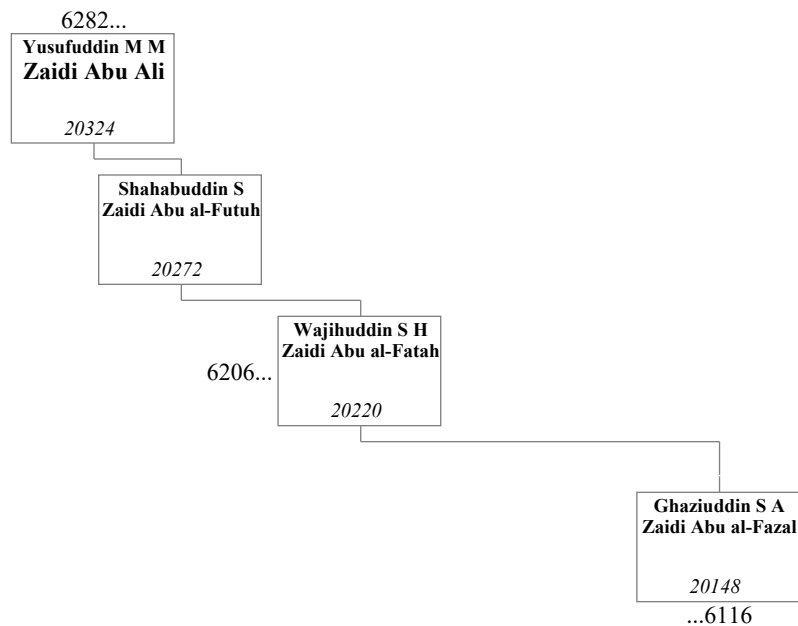 6282...
Yusufuddin M M
Zaidi Abu Ali
20324
Shahabuddin S
Zaidi Abu al-Futuh
20272
Wajihuddin S H
Zaidi Abu al-Fatah
6206...
20220
Ghaziuddin S A
Zaidi Abu al-Fazal
20148
...6116